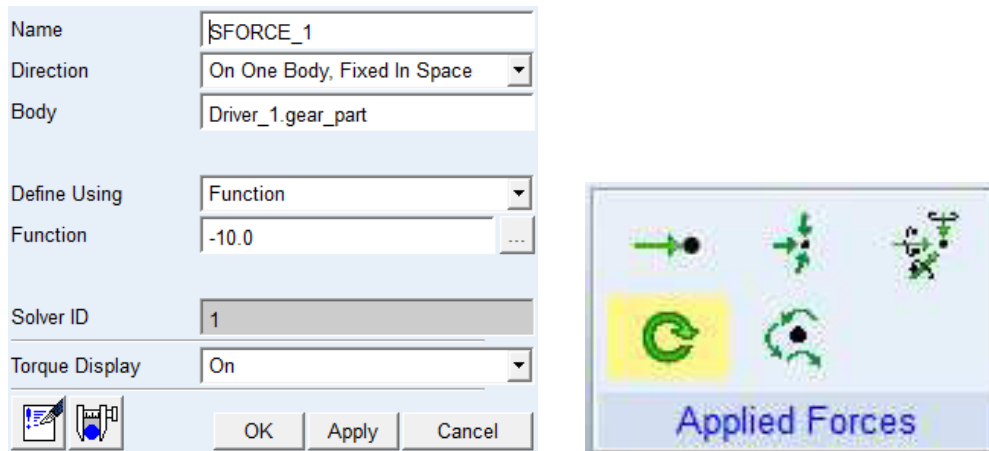 Name SFORCE_1
Direction On One Body, Fixed In Space
Body Driver_1.gear_part
Define Using Function
Function -10.0 ...
Solver ID 1
Torque Display On
OK Apply Cancel
Applied Forces